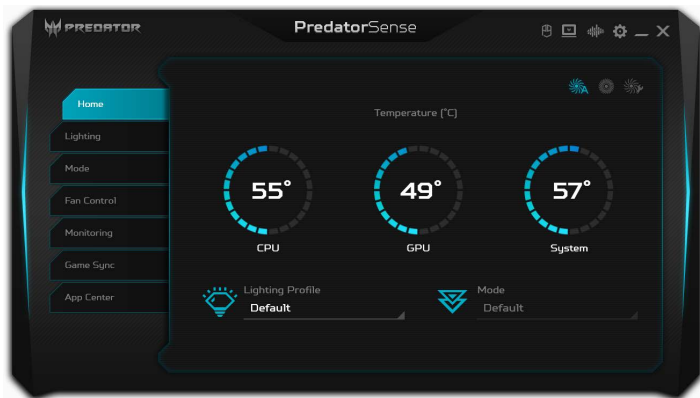 PREDATOR
PredatorSense
Home
Lighting
Mode
Fan Control
Monitoring
Game Sync
App Center
Temperature (°C)
55° 49° 57°
CPU GPU System
Lighting Profile Mode
Default Default